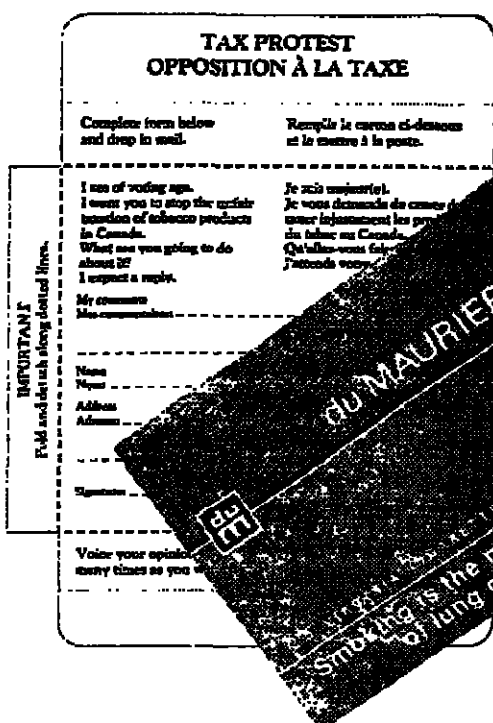 TAX PROTEST
OPPOSITION À LA TAXE
Complete form below
and drop in mail.
Remplir le carton ci-dessous
et le mettre à la poste.
IMPORTANT
Fold and detach along dotted lines.
I am of voting age.
I want you to stop the unfair
taxation of tobacco products
in Canada.
What are you going to do
about it?
I expect a reply.
Je suis majeur(e).
Je vous demande de cesser de
taxer injustement les
du tabac au Canada.
Qu'allez-vous
J'attends votre
My comments
Mes commentaires
Name
Nom
Address
Adresse
Signature
Voice your opinion
many times as you
du MAURIER
du
m
Smoking is the
of lung